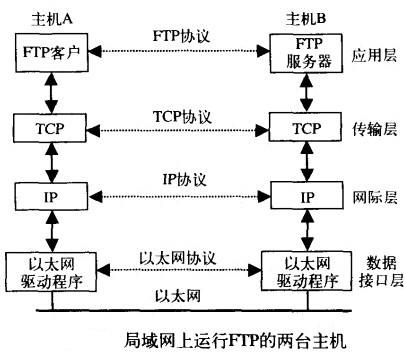 主机A
主机B
FTP协议
FTP客户
FTP
服务器
应用层
TCP协议
TCP
TCP
传输层
IP协议
IP
IP
网际层
以太网协议
以太网
驱动程序
以太网
驱动程序
数据
接口层
以太网
局域网上运行FTP的两台主机